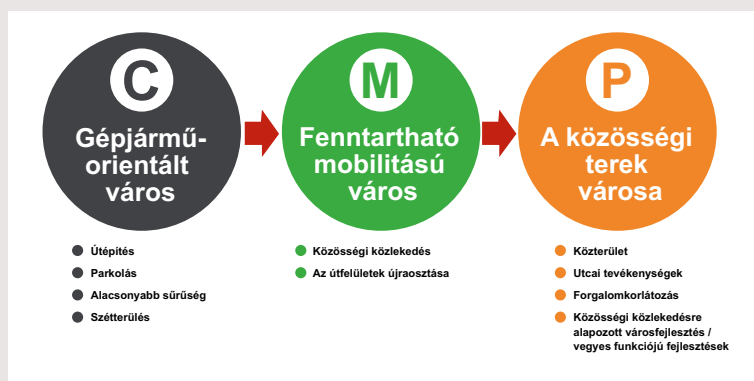 C
Gépjármű-
orientált
város
Útépítés
Parkolás
Alacsonyabb sűrűség
Szétterülés
M
Fenntartható
mobilitású
város
Közösségi közlekedés
Az útfelületek újraosztása
P
A közösségi
terek
városa
Közterület
Utcai tevékenységek
Forgalomkorlátozás
Közösségi közlekedésre
alapozott városfejlesztés /
vegyes funkciójú fejlesztések